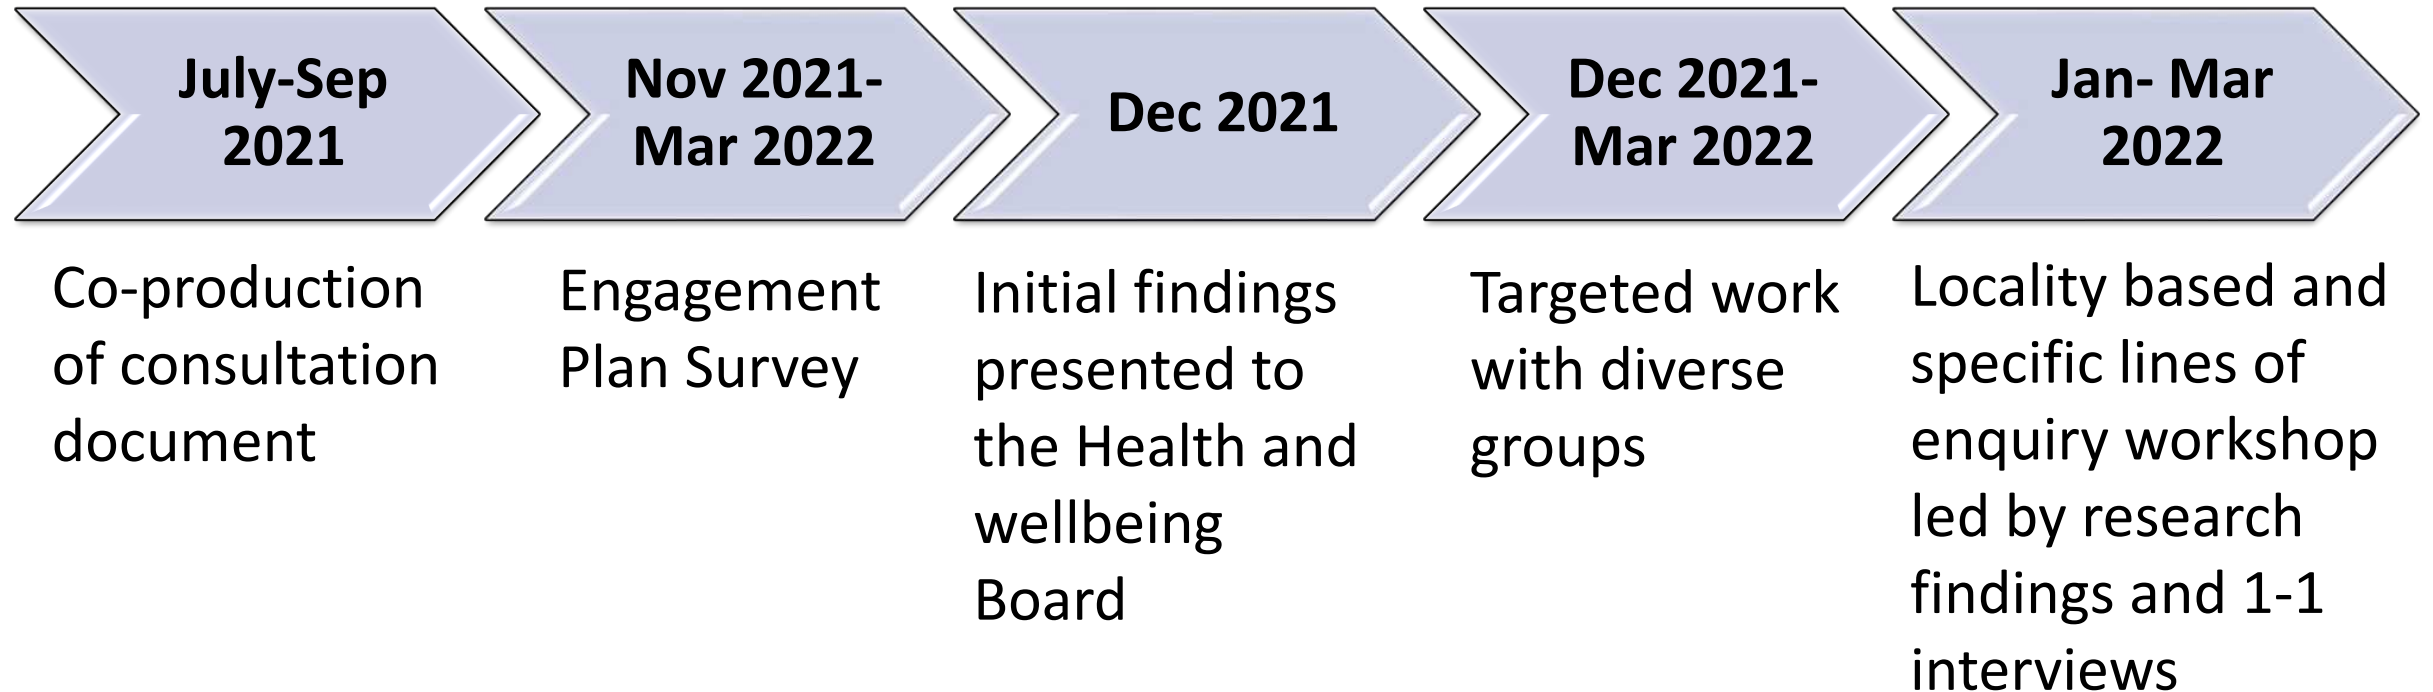 July-Sep
2021
Co-production
of consultation
document
Nov 2021-
Mar 2022
Engagement
Plan Survey
Dec 2021
Initial findings
presented to
the Health and
wellbeing
Board
Dec 2021-
Mar 2022
Targeted work
with diverse
groups
Jan- Mar
2022
Locality based and
specific lines of
enquiry workshop
led by research
findings and 1-1
interviews